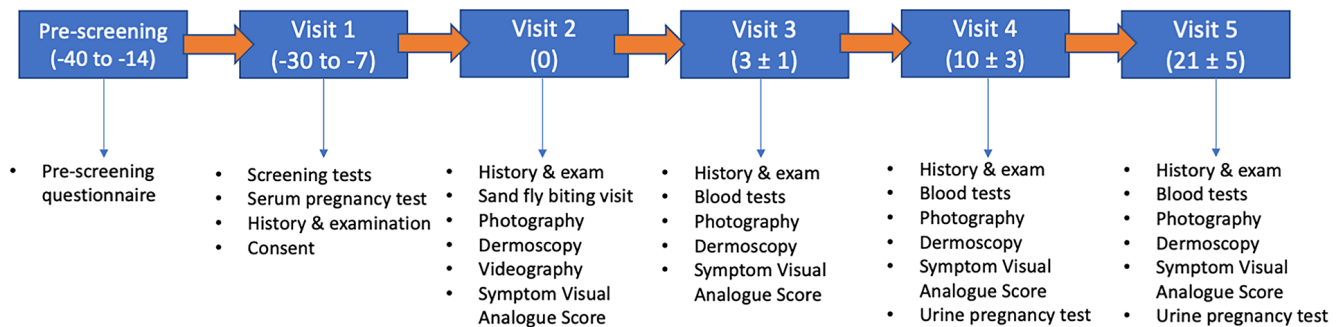 Pre-screening
(-40 to -14)
Visit 1
(-30 to -7)
Visit 2
(0)
Visit 3
(3 ± 1)
Visit 4
(10 ± 3)
Visit 5
(21 ± 5)
• Pre-screening
questionnaire
• Screening tests
• Serum pregnancy test
• History & examination
• Consent
• History & exam
• Sand fly biting visit
• Photography
• Dermoscopy
• Videography
• Symptom Visual
Analogue Score
• History & exam
• Blood tests
• Photography
• Dermoscopy
• Symptom Visual
Analogue Score
• History & exam
• Blood tests
• Photography
• Dermoscopy
• Symptom Visual
Analogue Score
• Urine pregnancy test
• History & exam
• Blood tests
• Photography
• Dermoscopy
• Symptom Visual
Analogue Score
• Urine pregnancy test